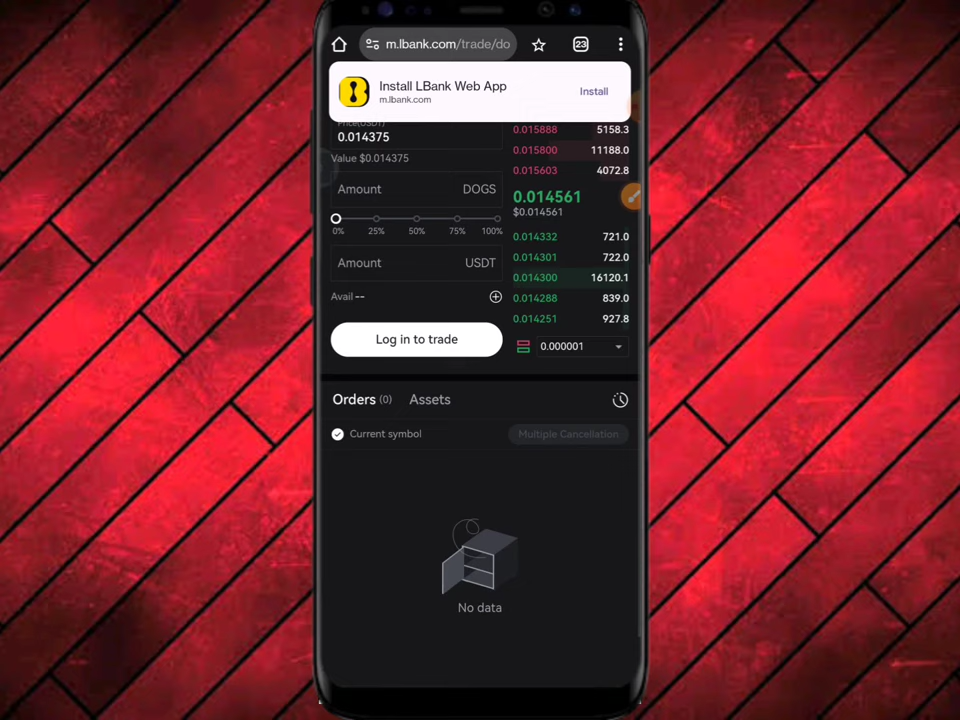 m.lbank.com/trade/do
23
Install LBank Web App
m.lbank.com
Install
Price(USDT)
0.014375
Value $0.014375
Amount DOGS
0% 25% 50% 75% 100%
Amount USDT
Avail --
Log in to trade
0.015888 5158.3
0.015800 11188.0
0.015603 4072.8
0.014561
$0.014561
0.014332 721.0
0.014301 722.0
0.014300 16120.1
0.014288 839.0
0.014251 927.8
0.000001
Orders (0) Assets
Current symbol Multiple Cancellation
No data